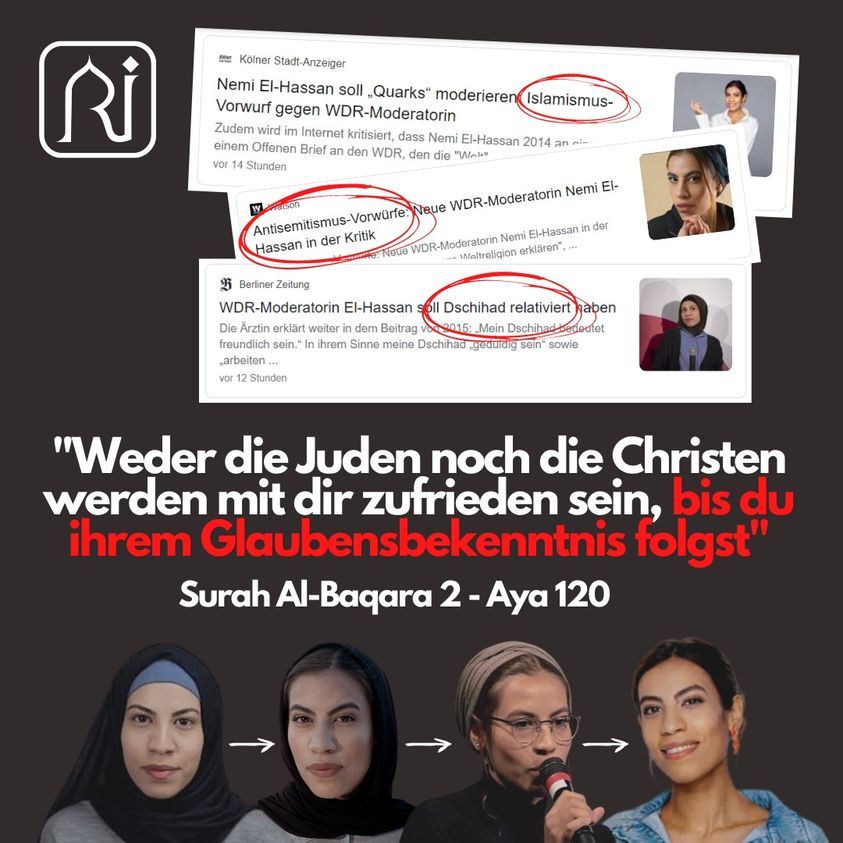 Ri
Kölner Stadt-Anzeiger
Nemi El-Hassan soll „Quarks“ moderieren: Islamismus-
Vorwurf gegen WDR-Moderatorin
Zudem wird im Internet kritisiert, dass Nemi El-Hassan 2014 an
einem Offenen Brief an den WDR, den die "Welt"
vor 14 Stunden
Watson
Antisemitismus-Vorwürfe: Neue WDR-Moderatorin Nemi El-
Hassan in der Kritik
Vorwürfe: Neue WDR-Moderatorin Nemi El-Hassan in der
Weltreligion erklären", ...
Berliner Zeitung
WDR-Moderatorin El-Hassan soll Dschihad relativiert haben
Die Ärztin erklärt weiter in dem Beitrag von 2015: „Mein Dschihad bedeutet
freundlich sein.“ In ihrem Sinne meine Dschihad „geduldig sein“ sowie
„arbeiten ...
vor 12 Stunden
"Weder die Juden noch die Christen
werden mit dir zufrieden sein, bis du
ihrem Glaubensbekenntnis folgst"
Surah Al-Baqara 2 - Aya 120